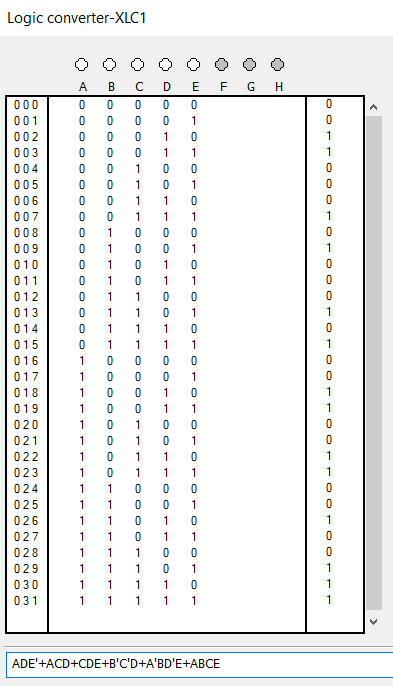 Logic converter-XLC1
A B C D E F G H
000 0 0 0 0 0 0
001 0 0 0 0 1 0
002 0 0 0 1 0 1
003 0 0 0 1 1 1
004 0 0 1 0 0 0
005 0 0 1 0 1 0
006 0 0 1 1 0 0
007 0 0 1 1 1 1
008 0 1 0 0 0 0
009 0 1 0 0 1 1
010 0 1 0 1 0 0
011 0 1 0 1 1 0
012 0 1 1 0 0 0
013 0 1 1 0 1 1
014 0 1 1 1 0 0
015 0 1 1 1 1 1
016 1 0 0 0 0 0
017 1 0 0 0 1 0
018 1 0 0 1 0 1
019 1 0 0 1 1 1
020 1 0 1 0 0 0
021 1 0 1 0 1 0
022 1 0 1 1 0 1
023 1 0 1 1 1 1
024 1 1 0 0 0 0
025 1 1 0 0 1 0
026 1 1 0 1 0 1
027 1 1 0 1 1 0
028 1 1 1 0 0 0
029 1 1 1 0 1 1
030 1 1 1 1 0 1
031 1 1 1 1 1 1
ADE'+ACD+CDE+B'C'D+A'BD'E+ABCE